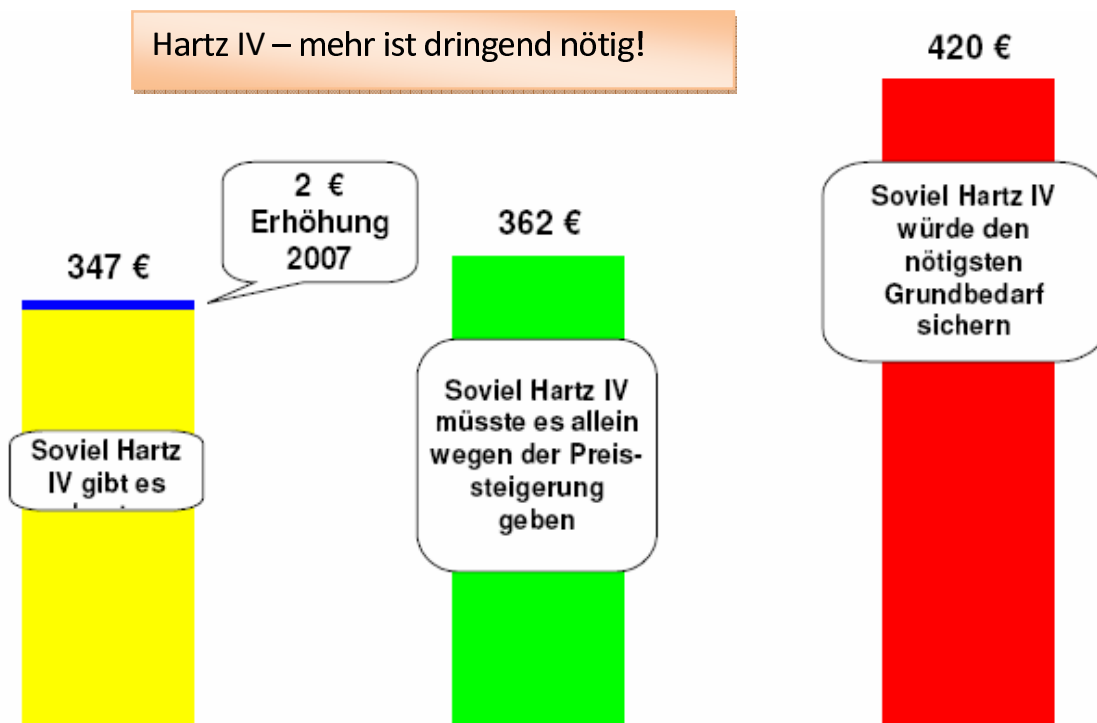 Hartz IV – mehr ist dringend nötig!
420 €
2 €
Erhöhung
2007
347 €
362 €
Soviel Hartz IV
würde den
nötigsten
Grundbedarf
sichern
Soviel Hartz IV
müsste es allein
wegen der Preis-
steigerung
geben
Soviel Hartz
IV gibt es